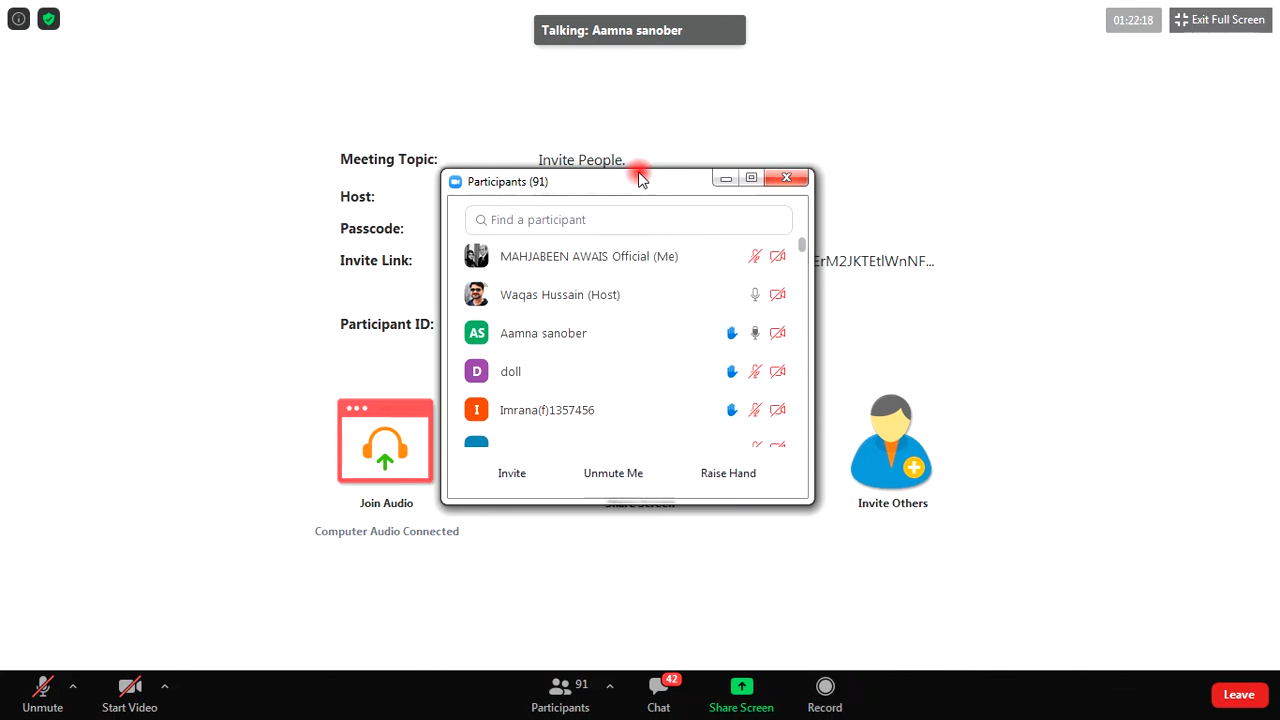 Talking: Aamna sanober
01:22:18
Exit Full Screen
Meeting Topic:
Invite People.
Host:
Passcode:
Invite Link:
ErM2JKTEtlWnNF...
Participant ID:
Participants (91)
Find a participant
MAHJABEEN AWAIS Official (Me)
Waqas Hussain (Host)
AS
Aamna sanober
D
doll
I
Imrana(f)1357456
Invite
Unmute Me
Raise Hand
Join Audio
Share Screen
Invite Others
Computer Audio Connected
Unmute
Start Video
91
Participants
42
Chat
Share Screen
Record
Leave